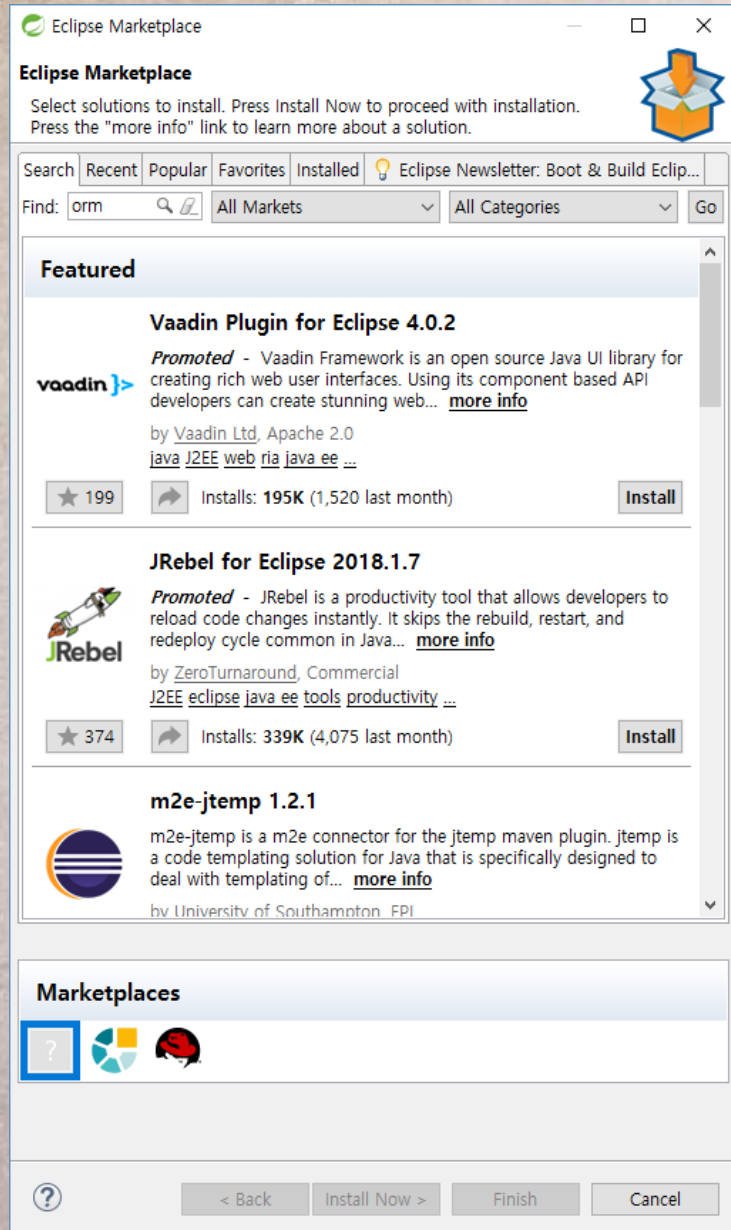 Eclipse Marketplace
Eclipse Marketplace
Select solutions to install. Press Install Now to proceed with installation.
Press the "more info" link to learn more about a solution.
Search Recent Popular Favorites Installed Eclipse Newsletter: Boot & Build Eclip...
Find: orm All Markets All Categories Go
Featured
Vaadin Plugin for Eclipse 4.0.2
Promoted - Vaadin Framework is an open source Java UI library for
vaadin }> creating rich web user interfaces. Using its component based API
developers can create stunning web... more info
by Vaadin Ltd, Apache 2.0
java J2EE web ria java ee ...
199 Installs: 195K (1,520 last month) Install
JRebel for Eclipse 2018.1.7
Promoted - JRebel is a productivity tool that allows developers to
reload code changes instantly. It skips the rebuild, restart, and
redeploy cycle common in Java... more info
JRebel
by ZeroTurnaround, Commercial
J2EE eclipse java ee tools productivity ...
374 Installs: 339K (4,075 last month) Install
m2e-jtemp 1.2.1
m2e-jtemp is a m2e connector for the jtemp maven plugin. jtemp is
a code templating solution for Java that is specifically designed to
deal with templating of... more info
by University of Southampton, EPL
Marketplaces
?
? < Back Install Now > Finish Cancel